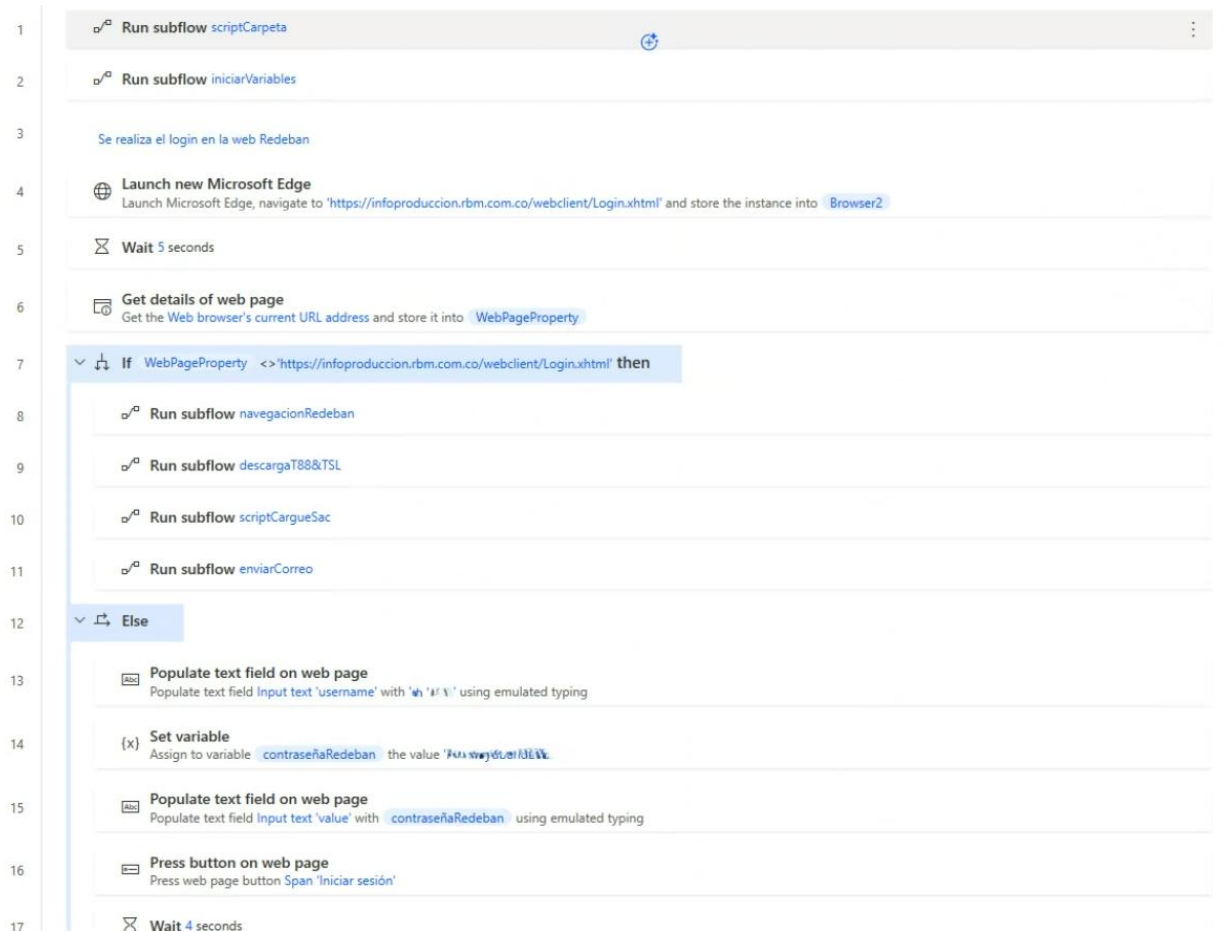 1
Run subflow scriptCarpeta
2
Run subflow iniciarVariables
3
Se realiza el login en la web Redeban
4
Launch new Microsoft Edge
Launch Microsoft Edge, navigate to 'https://infoproduccion.rbm.com.co/webclient/Login.xhtml' and store the instance into Browser2
5
Wait 5 seconds
6
Get details of web page
Get the Web browser's current URL address and store it into WebPageProperty
7
If WebPageProperty <>'https://infoproduccion.rbm.com.co/webclient/Login.xhtml' then
8
Run subflow navegacionRedeban
9
Run subflow descargaT88&TSL
10
Run subflow scriptCargueSac
11
Run subflow enviarCorreo
12
Else
13
Abc
Populate text field on web page
Populate text field Input text 'username' with using emulated typing
14
{x}
Set variable
Assign to variable contraseñaRedeban the value
15
Abc
Populate text field on web page
Populate text field Input text 'value' with contraseñaRedeban using emulated typing
16
Press button on web page
Press web page button Span 'Iniciar sesión'
17
Wait 4 seconds